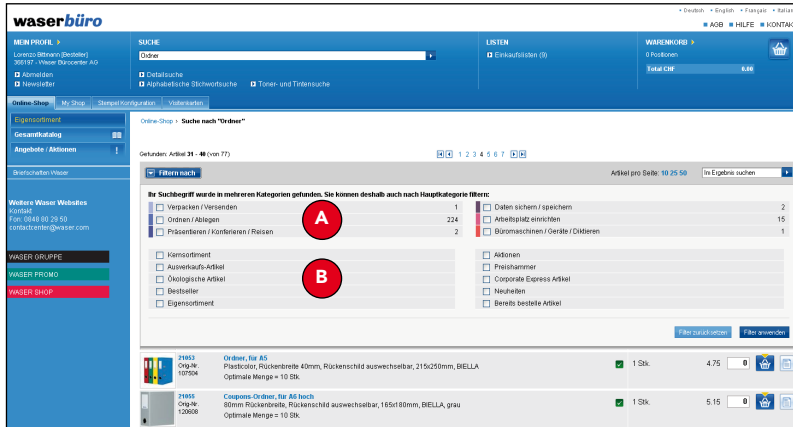 • Deutsch • English • Français • Italian
waserbüro
AGB HILFE KONTAK
MEIN PROFIL
SUCHE
LISTEN
WARENKORB
Lorenzo Bittmann [Besteller]
Ordner
Einkaufslisten (9)
0 Positionen
355197 - Waser Bürocenter AG
Total CHF 0.00
Abmelden
Detailsuche
Newsletter
Alphabetische Stichwortsuche
Toner- und Tintensuche
Online-Shop
My Shop
Stempel Konfiguration
Visitenkarten
Eigensortiment
Online-Shop › Suche nach "Ordner"
Gesamtkatalog
Angebote / Aktionen !
Gefunden: Artikel 31 - 40 (von 77)
1 2 3 4 5 6 7
Briefschatten Waser
Filtern nach
Artikel pro Seite: 10 25 50
Im Ergebnis suchen
Ihr Suchbegriff wurde in mehreren Kategorien gefunden. Sie können deshalb auch nach Hauptkategorie filtern:
Weitere Waser Websites
Kontakt
Fon: 0848 80 29 50
contactcenter@waser.com
Verpacken / Versenden 1
Daten sichern / speichern 2
Ordnen / Ablegen 224
Arbeitsplatz einrichten 15
Präsentieren / Konferieren / Reisen 2
Büromaschinen / Geräte / Diktieren 1
A
WASER GRUPPE
WASER PROMO
WASER SHOP
Kernsortiment
Aktionen
Ausverkaufs-Artikel
Preishammer
Ökologische Artikel
Corporate Express Artikel
Bestseller
Neuheiten
Eigensortiment
Bereits bestelle Artikel
B
Filter zurücksetzen
Filter anwenden
21053
Ordner, für A5
Orig-Nr.
107504
Plasticolor, Rückenbreite 40mm, Rückenschild auswechselbar, 215x250mm, BIELLA
Optimale Menge = 10 Stk.
1 Stk. 4.75 0
21055
Coupons-Ordner, für A6 hoch
Orig-Nr.
120608
80mm Rückenbreite, Rückenschild auswechselbar, 165x180mm, BIELLA, grau
Optimale Menge = 10 Stk.
1 Stk. 5.15 0